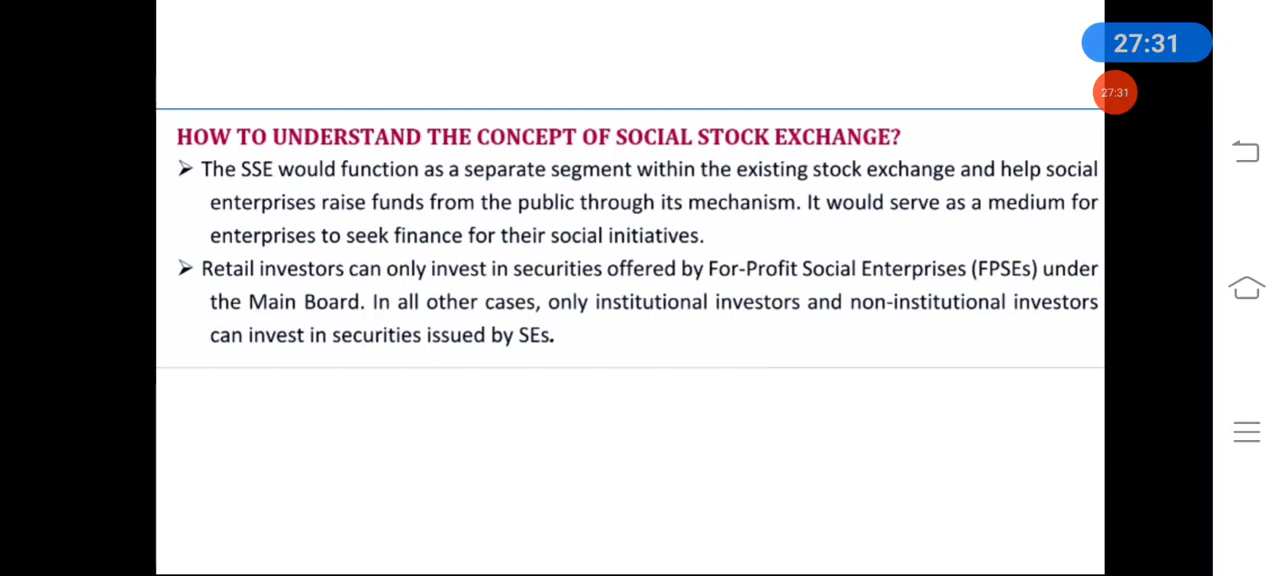 27:31
27:31
HOW TO UNDERSTAND THE CONCEPT OF SOCIAL STOCK EXCHANGE?
➢ The SSE would function as a separate segment within the existing stock exchange and help social
enterprises raise funds from the public through its mechanism. It would serve as a medium for
enterprises to seek finance for their social initiatives.
➢ Retail investors can only invest in securities offered by For-Profit Social Enterprises (FPSEs) under
the Main Board. In all other cases, only institutional investors and non-institutional investors
can invest in securities issued by SEs.